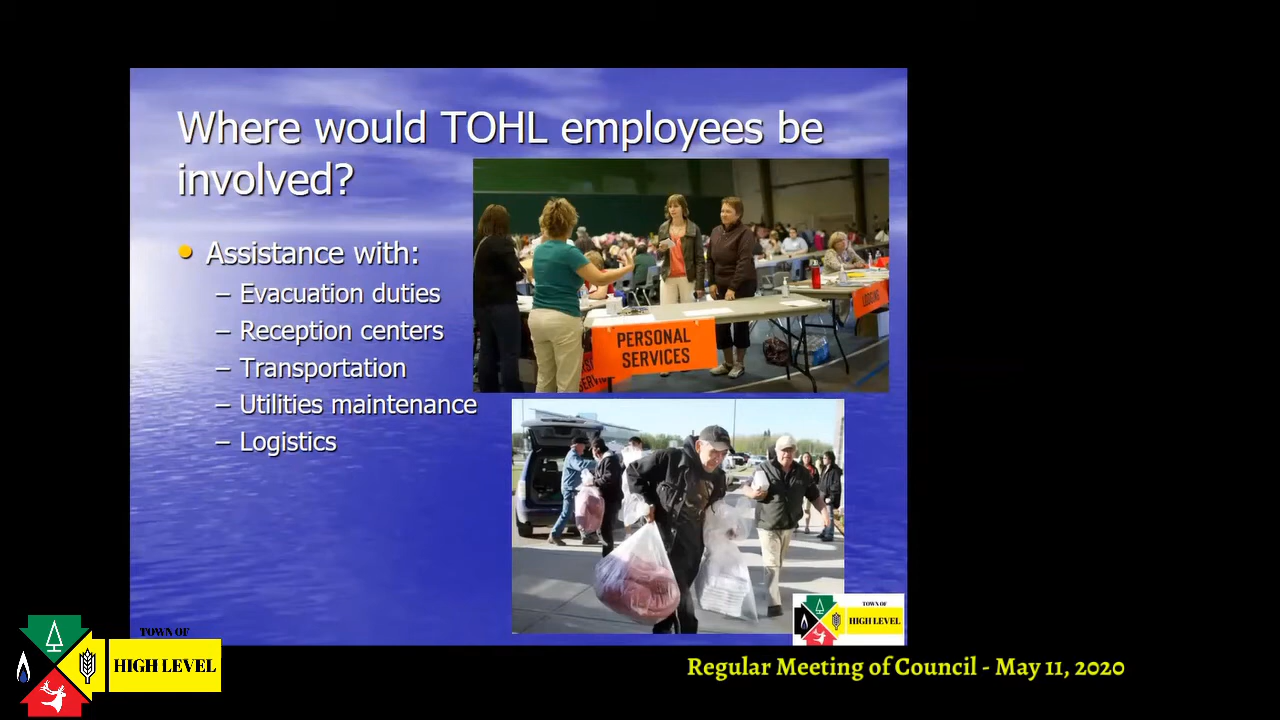 Where would TOHL employees be
involved?
• Assistance with:
– Evacuation duties
– Reception centers
– Transportation
– Utilities maintenance
– Logistics
PERSONAL
SERVICES
LODGING
TOWN OF
HIGH LEVEL
TOWN OF
HIGH LEVEL
Regular Meeting of Council - May 11, 2020